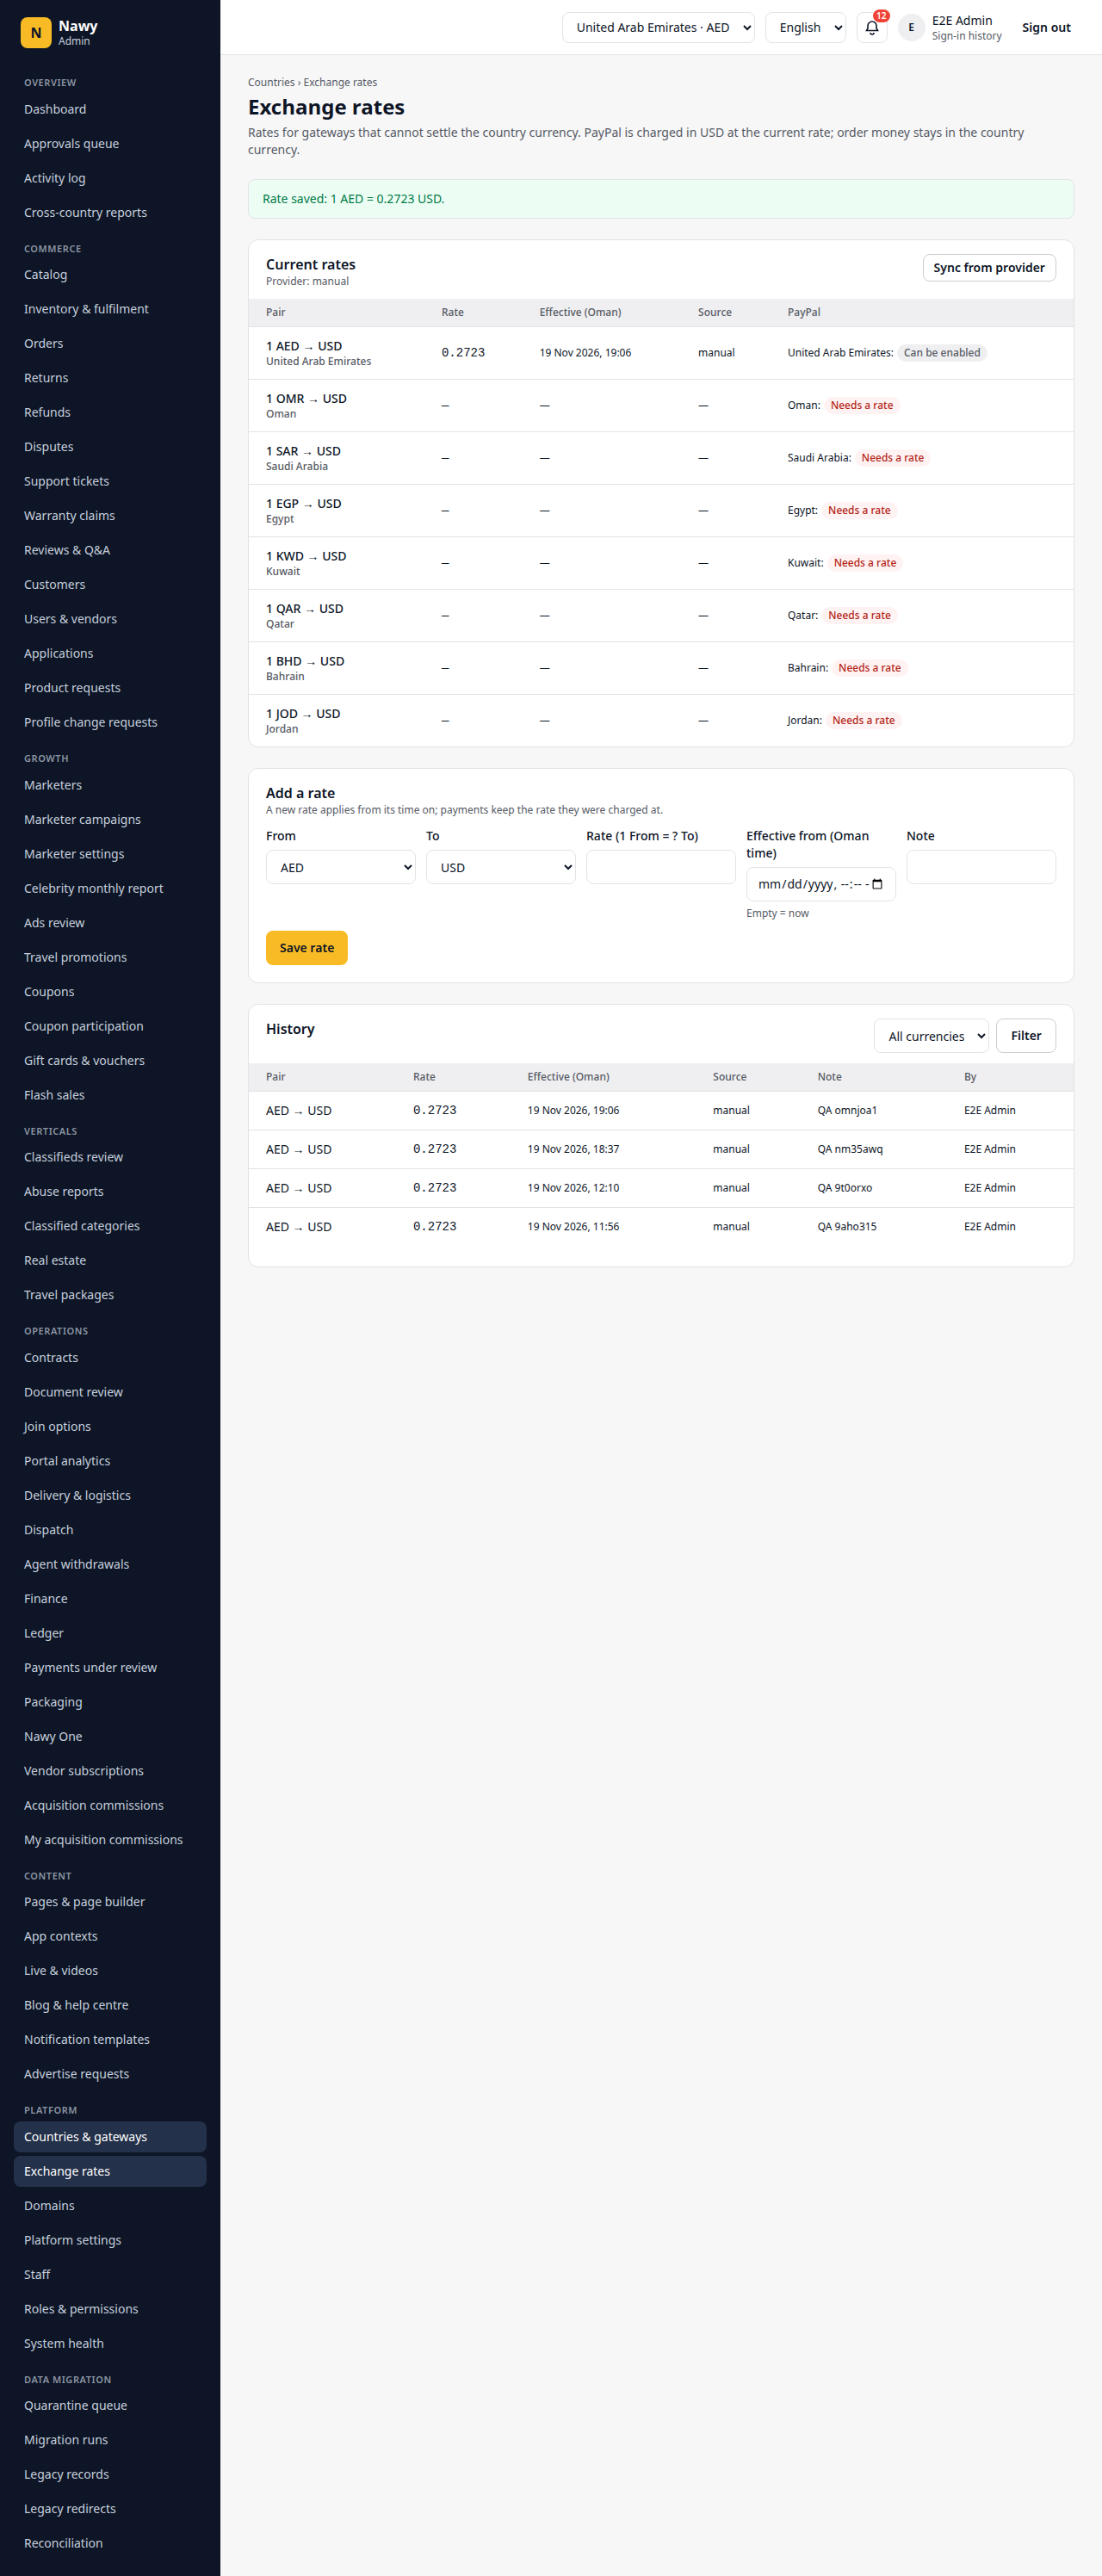 N
Nawy
Admin
OVERVIEW
Dashboard
Approvals queue
Activity log
Cross-country reports
COMMERCE
Catalog
Inventory & fulfilment
Orders
Returns
Refunds
Disputes
Support tickets
Warranty claims
Reviews & Q&A
Customers
Users & vendors
Applications
Product requests
Profile change requests
GROWTH
Marketers
Marketer campaigns
Marketer settings
Celebrity monthly report
Ads review
Travel promotions
Coupons
Coupon participation
Gift cards & vouchers
Flash sales
VERTICALS
Classifieds review
Abuse reports
Classified categories
Real estate
Travel packages
OPERATIONS
Contracts
Document review
Join options
Portal analytics
Delivery & logistics
Dispatch
Agent withdrawals
Finance
Ledger
Payments under review
Packaging
Nawy One
Vendor subscriptions
Acquisition commissions
My acquisition commissions
CONTENT
Pages & page builder
App contexts
Live & videos
Blog & help centre
Notification templates
Advertise requests
PLATFORM
Countries & gateways
Exchange rates
Domains
Platform settings
Staff
Roles & permissions
System health
DATA MIGRATION
Quarantine queue
Migration runs
Legacy records
Legacy redirects
Reconciliation
United Arab Emirates · AED
English
12
E
E2E Admin
Sign-in history
Sign out
Countries › Exchange rates
Exchange rates
Rates for gateways that cannot settle the country currency. PayPal is charged in USD at the current rate; order money stays in the country
currency.
Rate saved: 1 AED = 0.2723 USD.
Current rates
Provider: manual
Sync from provider
Pair Rate Effective (Oman) Source PayPal
1 AED → USD
United Arab Emirates
0.2723 19 Nov 2026, 19:06 manual United Arab Emirates: Can be enabled
1 OMR → USD
Oman
— — — Oman: Needs a rate
1 SAR → USD
Saudi Arabia
— — — Saudi Arabia: Needs a rate
1 EGP → USD
Egypt
— — — Egypt: Needs a rate
1 KWD → USD
Kuwait
— — — Kuwait: Needs a rate
1 QAR → USD
Qatar
— — — Qatar: Needs a rate
1 BHD → USD
Bahrain
— — — Bahrain: Needs a rate
1 JOD → USD
Jordan
— — — Jordan: Needs a rate
Add a rate
A new rate applies from its time on; payments keep the rate they were charged at.
From
AED
To
USD
Rate (1 From = ? To)
Effective from (Oman
time)
mm/dd/yyyy, --:-- -
Empty = now
Note
Save rate
History
All currencies
Filter
Pair Rate Effective (Oman) Source Note By
AED → USD 0.2723 19 Nov 2026, 19:06 manual QA omnjoa1 E2E Admin
AED → USD 0.2723 19 Nov 2026, 18:37 manual QA nm35awq E2E Admin
AED → USD 0.2723 19 Nov 2026, 12:10 manual QA 9t0orxo E2E Admin
AED → USD 0.2723 19 Nov 2026, 11:56 manual QA 9aho315 E2E Admin